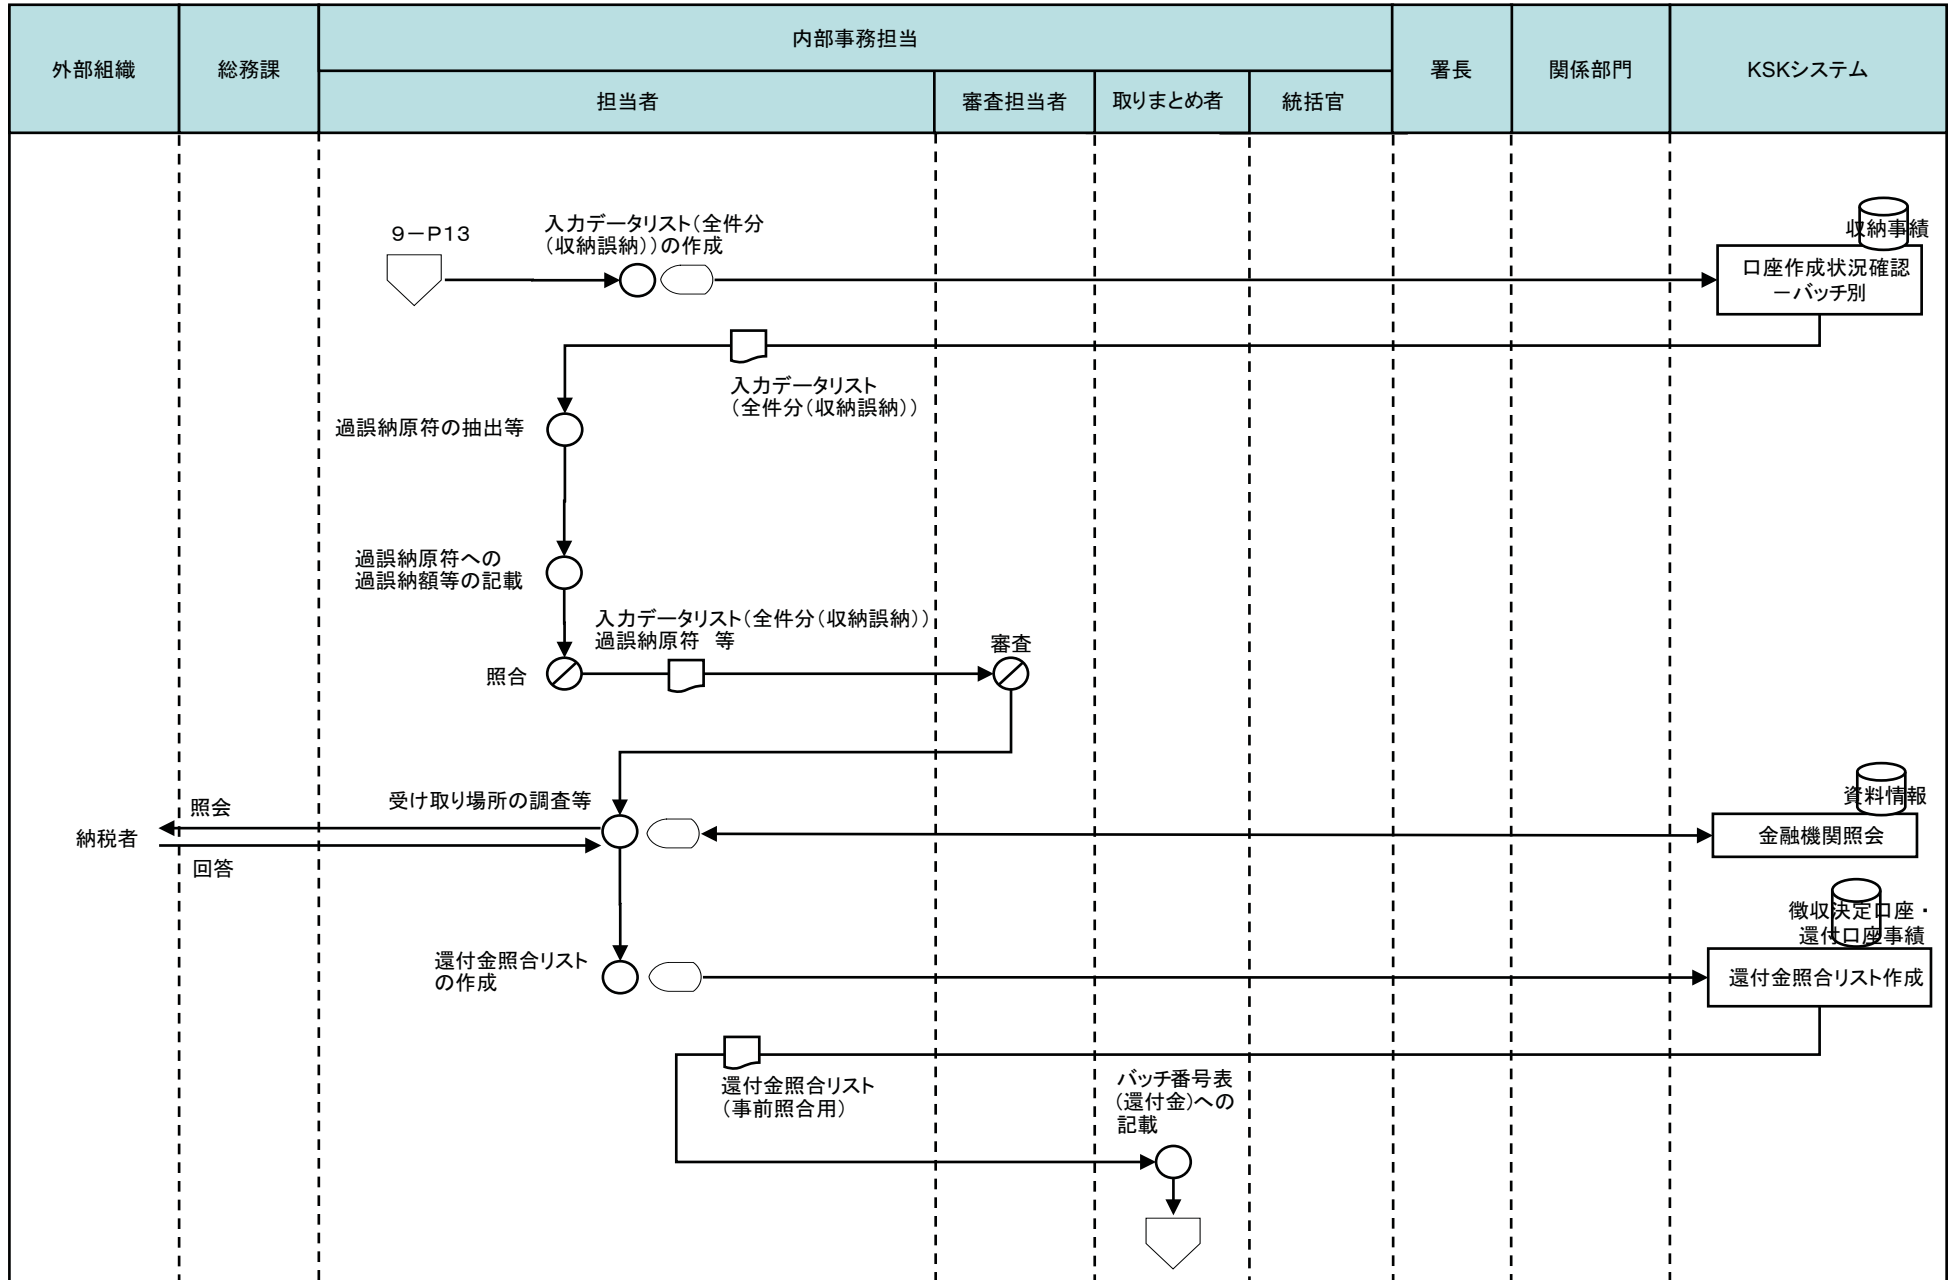 外部組織
総務課
内部事務担当
担当者
審査担当者
取りまとめ者
統括官
署長
関係部門
KSKシステム
9－P13
入力データリスト（全件分
（収納誤納））の作成
収納事績
口座作成状況確認
－バッチ別
入力データリスト
（全件分（収納誤納））
過誤納原符の抽出等
過誤納原符への
過誤納額等の記載
入力データリスト（全件分（収納誤納））
過誤納原符　等
照合
審査
受け取り場所の調査等
照会
納税者
回答
資料情報
金融機関照会
徴収決定口座・
還付口座事績
還付金照合リスト
の作成
還付金照合リスト作成
還付金照合リスト
（事前照合用）
バッチ番号表
（還付金）への
記載